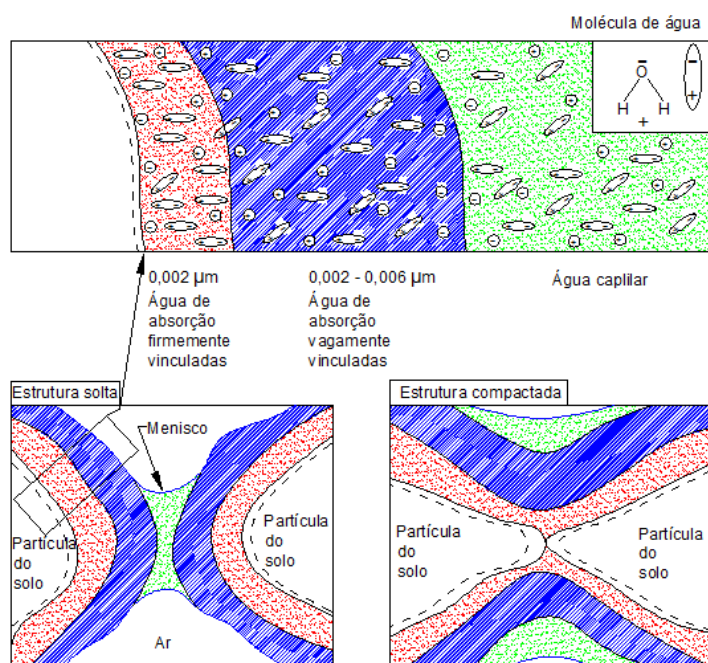 Molécula de água
−
O
H H
+
−
+
0,002 µm
Água de
absorção
firmemente
vinculadas
0,002 - 0,006 µm
Água de
absorção
vagamente
vinculadas
Água caplilar
Estrutura solta
Menisco
Partícula
do
solo
Partícula
do
solo
Ar
Estrutura compactada
Partícula
do
solo
Partícula
do
solo